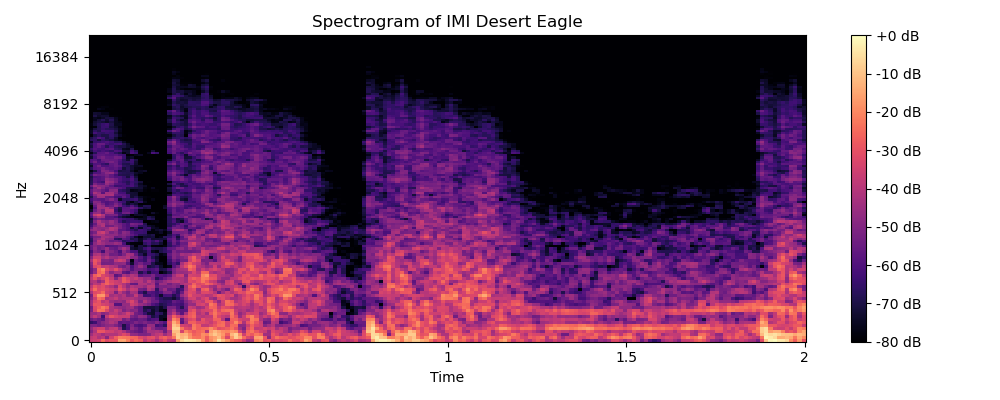 Spectrogram of IMI Desert Eagle
16384
8192
4096
2048
1024
512
0
Hz
0
0.5
1
1.5
2
Time
+0 dB
-10 dB
-20 dB
-30 dB
-40 dB
-50 dB
-60 dB
-70 dB
-80 dB